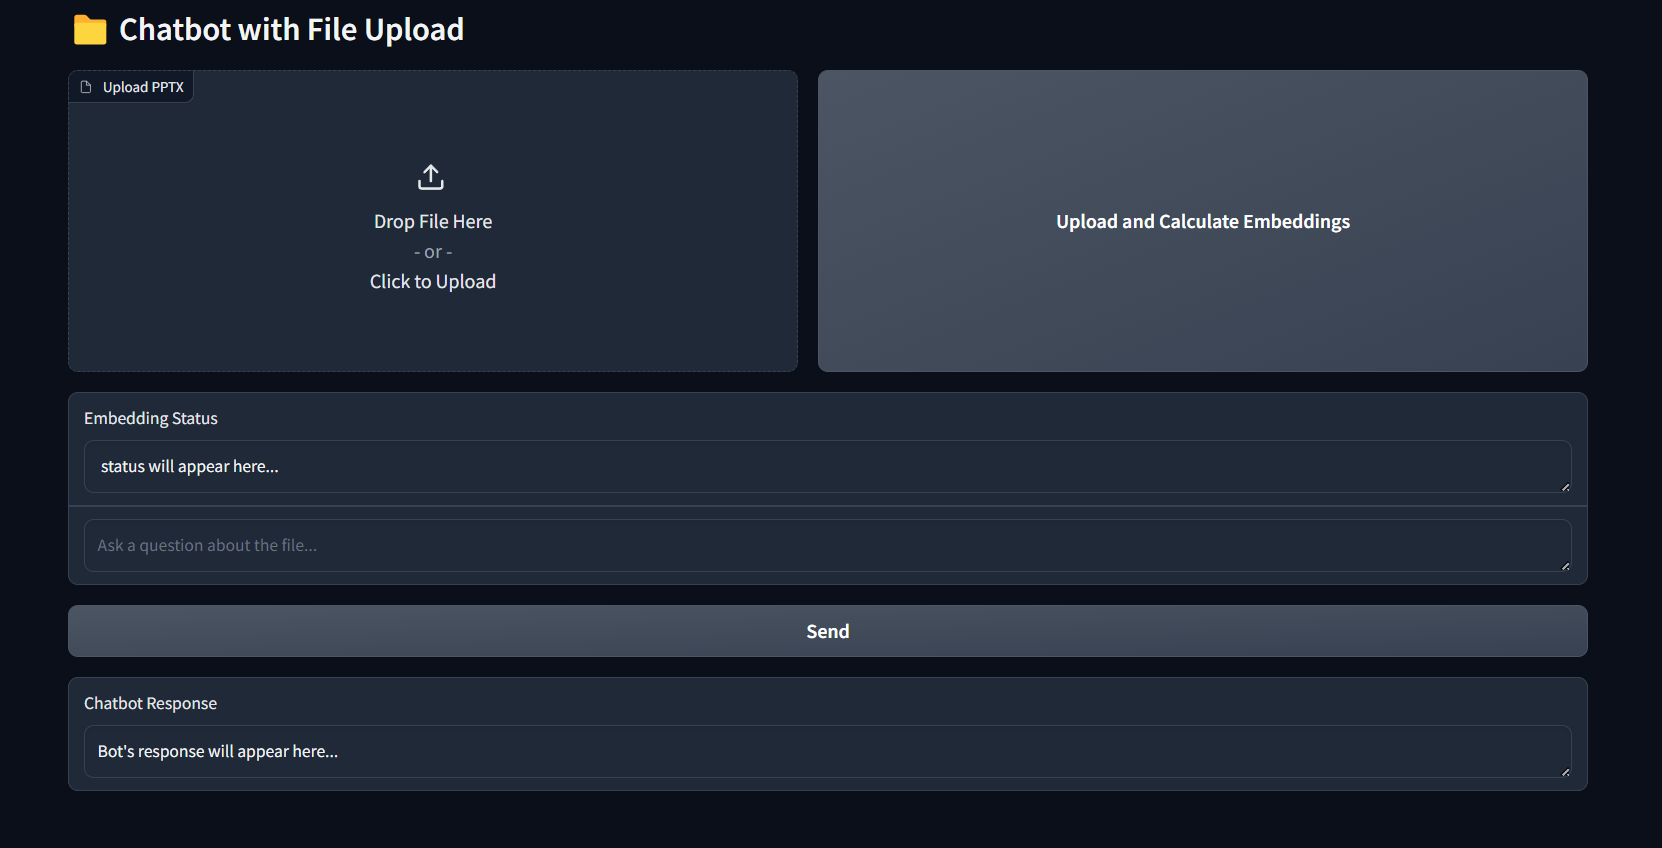 Chatbot with File Upload
Upload PPTX
Drop File Here
- or -
Click to Upload
Upload and Calculate Embeddings
Embedding Status
status will appear here...
Ask a question about the file...
Send
Chatbot Response
Bot's response will appear here...